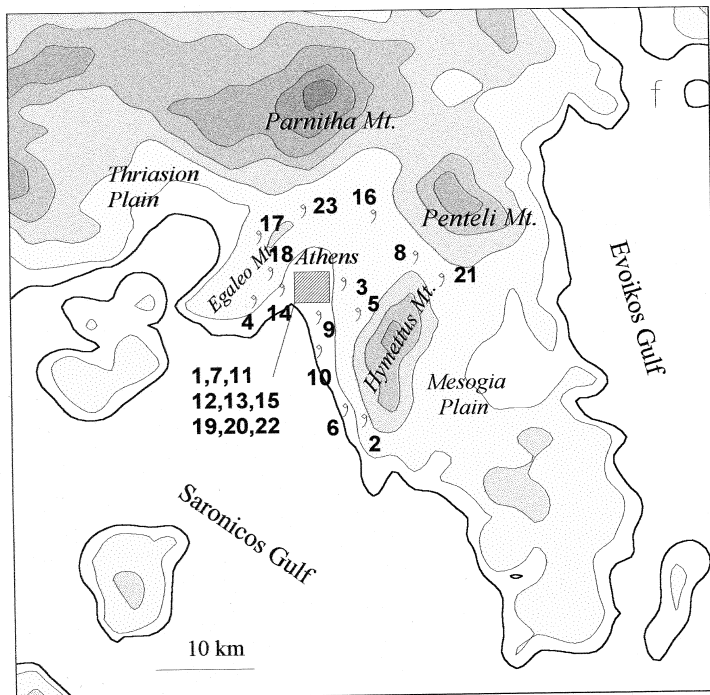 f
Parnitha Mt.
Thriasion
Plain
16
23
17
Penteli Mt.
18
Athens
8
21
Egaleo Mt.
3
5
4
14
9
Hymettus Mt.
Evoikos Gulf
1,7,11
12,13,15
19,20,22
10
Mesogia
Plain
6
2
Saronicos Gulf
10 km